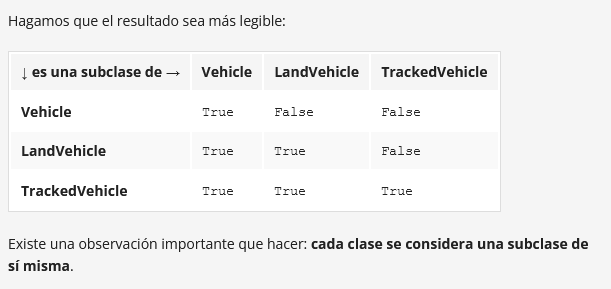 Hagamos que el resultado sea más legible:
↓ es una subclase de → Vehicle LandVehicle TrackedVehicle
Vehicle True False False
LandVehicle True True False
TrackedVehicle True True True
Existe una observación importante que hacer: cada clase se considera una subclase de
sí misma.